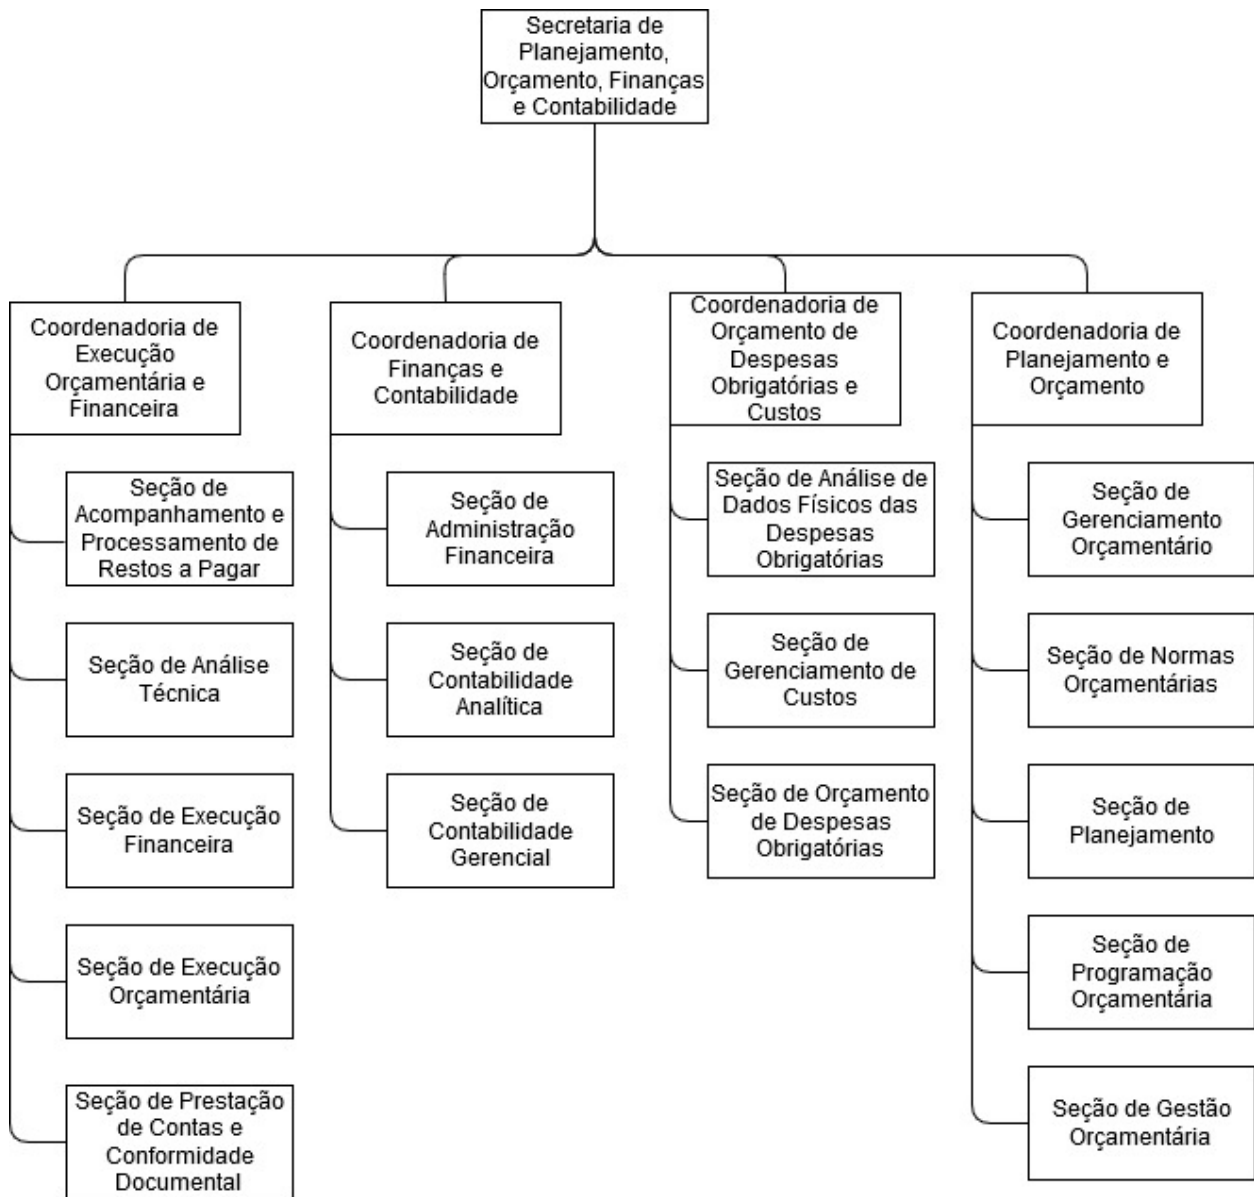 Secretaria de
Planejamento,
Orçamento, Finanças
e Contabilidade
Coordenadoria de
Execução
Orçamentária e
Financeira
Seção de
Acompanhamento e
Processamento de
Restos a Pagar
Seção de Análise
Técnica
Seção de Execução
Financeira
Seção de Execução
Orçamentária
Seção de Prestação
de Contas e
Conformidade
Documental
Coordenadoria de
Finanças e
Contabilidade
Seção de
Administração
Financeira
Seção de
Contabilidade
Analítica
Seção de
Contabilidade
Gerencial
Coordenadoria de
Orçamento de
Despesas
Obrigatórias e
Custos
Seção de Análise de
Dados Físicos das
Despesas
Obrigatórias
Seção de
Gerenciamento de
Custos
Seção de Orçamento
de Despesas
Obrigatórias
Coordenadoria de
Planejamento e
Orçamento
Seção de
Gerenciamento
Orçamentário
Seção de Normas
Orçamentárias
Seção de
Planejamento
Seção de
Programação
Orçamentária
Seção de Gestão
Orçamentária